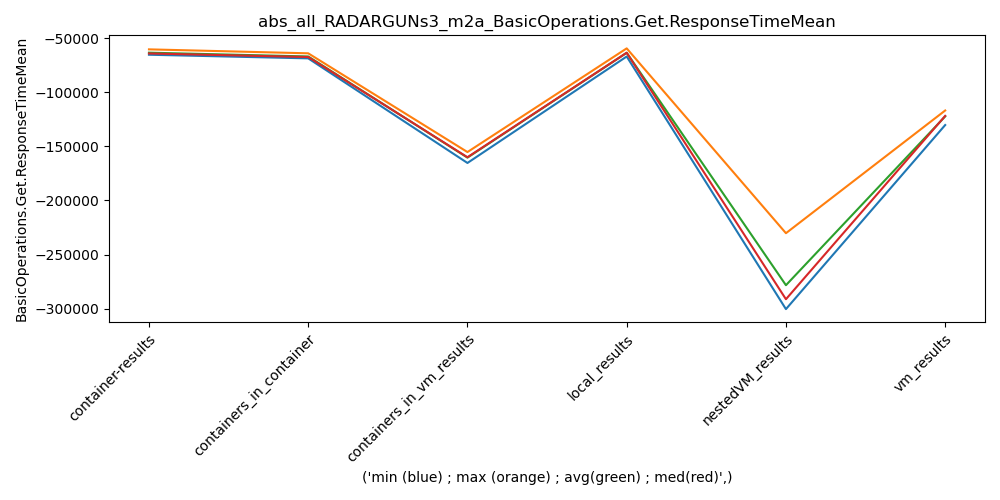 abs_all_RADARGUNs3_m2a_BasicOperations.Get.ResponseTimeMean
BasicOperations.Get.ResponseTimeMean
−50000
−100000
−150000
−200000
−250000
−300000
container-results
containers_in_container
containers_in_vm_results
local_results
nestedVM_results
vm_results
('min (blue) ; max (orange) ; avg(green) ; med(red)',)